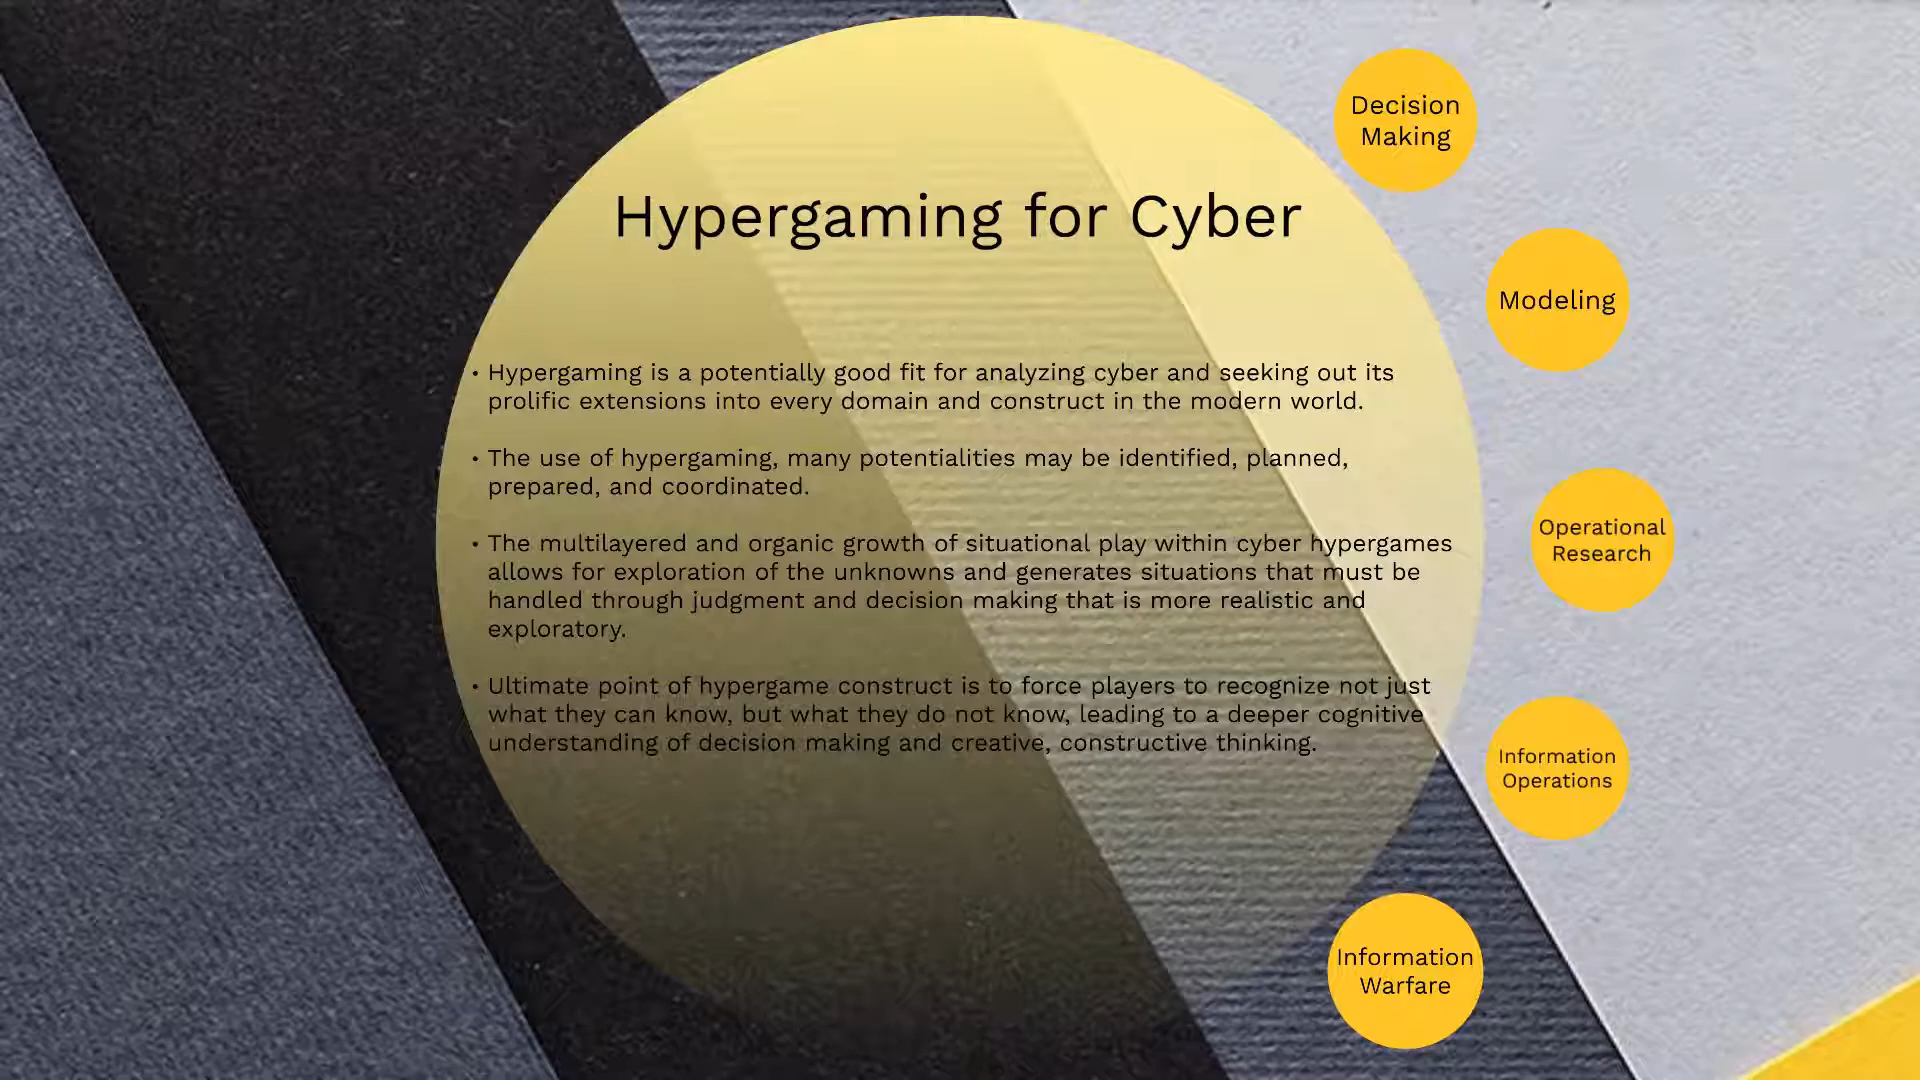 Hypergaming for Cyber
• Hypergaming is a potentially good fit for analyzing cyber and seeking out its
prolific extensions into every domain and construct in the modern world.
• The use of hypergaming, many potentialities may be identified, planned,
prepared, and coordinated.
• The multilayered and organic growth of situational play within cyber hypergames
allows for exploration of the unknowns and generates situations that must be
handled through judgment and decision making that is more realistic and
exploratory.
• Ultimate point of hypergame construct is to force players to recognize not just
what they can know, but what they do not know, leading to a deeper cognitive
understanding of decision making and creative, constructive thinking.
Decision
Making
Modeling
Operational
Research
Information
Operations
Information
Warfare